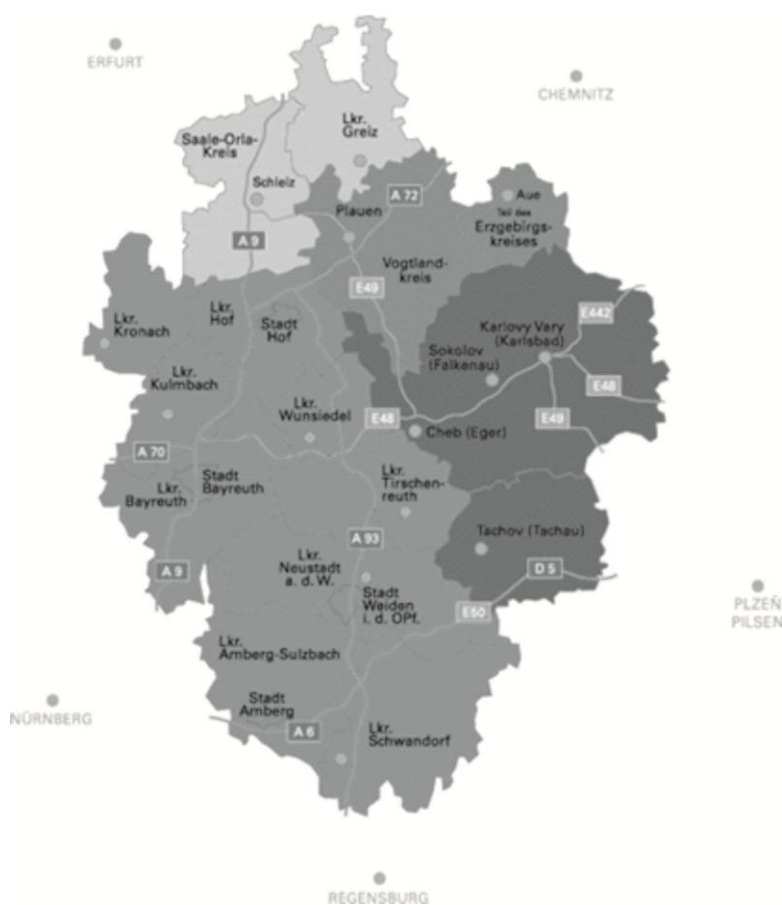 ERFURT
CHEMNITZ
Lkr.
Greiz
Saale-Orla-
Kreis
Schleiz
A 72
Aue
Teil des
Erzgebirgs-
kreises
Plauen
A 9
Vogtland-
kreis
E49
Lkr.
Hof
Stadt
Hof
Lkr.
Kronach
E442
Karlovy Vary
(Karlsbad)
Sokolov
(Falkenau)
Lkr.
Kulmbach
E48
Lkr.
Wunsiedel
E48
E49
Cheb (Eger)
A 70
Stadt
Bayreuth
Lkr.
Bayreuth
Lkr.
Tirschen-
reuth
Tachov (Tachau)
A 93
A 9
Lkr.
Neustadt
a. d. W.
D 5
Stadt
Weiden
i. d. OPf.
E50
PLZEŇ
PILSEN
Lkr.
Amberg-Sulzbach
Stadt
Amberg
NÜRNBERG
A 6
Lkr.
Schwandorf
REGENSBURG